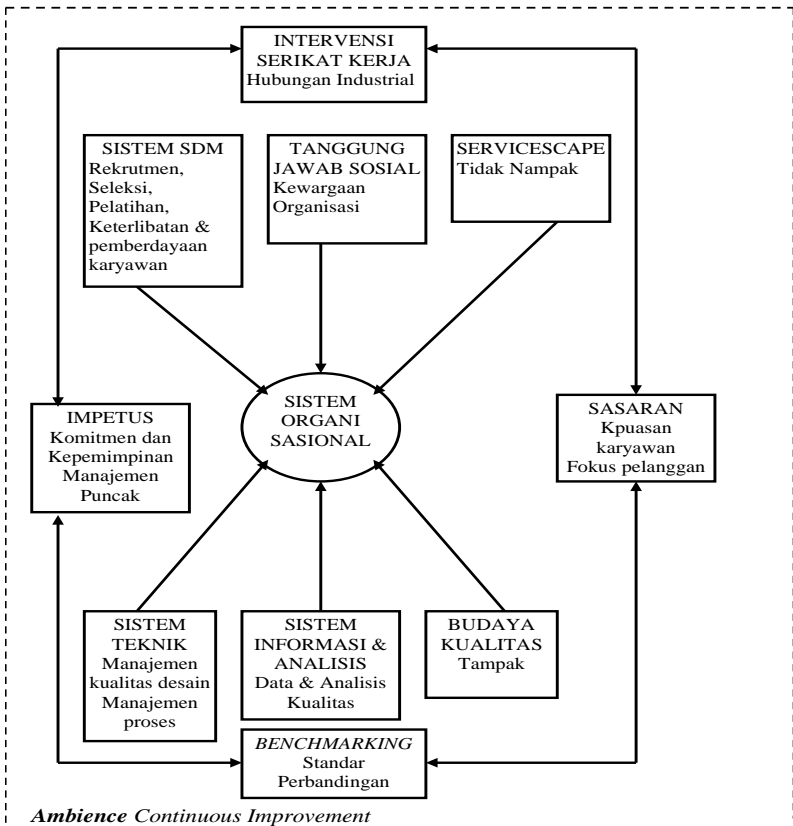 INTERVENSI
SERIKAT KERJA
Hubungan Industrial
SISTEM SDM
Rekrutmen,
Seleksi,
Pelatihan,
Keterlibatan &
pemberdayaan
karyawan
TANGGUNG
JAWAB SOSIAL
Kewargaan
Organisasi
SERVICESCAPE
Tidak Nampak
IMPETUS
Komitmen dan
Kepemimpinan
Manajemen
Puncak
SISTEM
ORGANI
SASIONAL
SASARAN
Kpuasan
karyawan
Fokus pelanggan
SISTEM
TEKNIK
Manajemen
kualitas desain
Manajemen
proses
SISTEM
INFORMASI &
ANALISIS
Data & Analisis
Kualitas
BUDAYA
KUALITAS
Tampak
BENCHMARKING
Standar
Perbandingan
Ambience Continuous Improvement